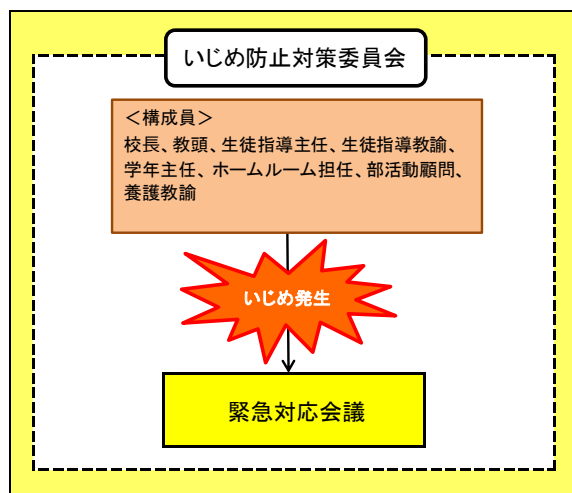 いじめ防止対策委員会
＜構成員＞
校長、教頭、生徒指導主任、生徒指導教諭、
学年主任、ホームルーム担任、部活動顧問、
養護教諭
いじめ発生
緊急対応会議